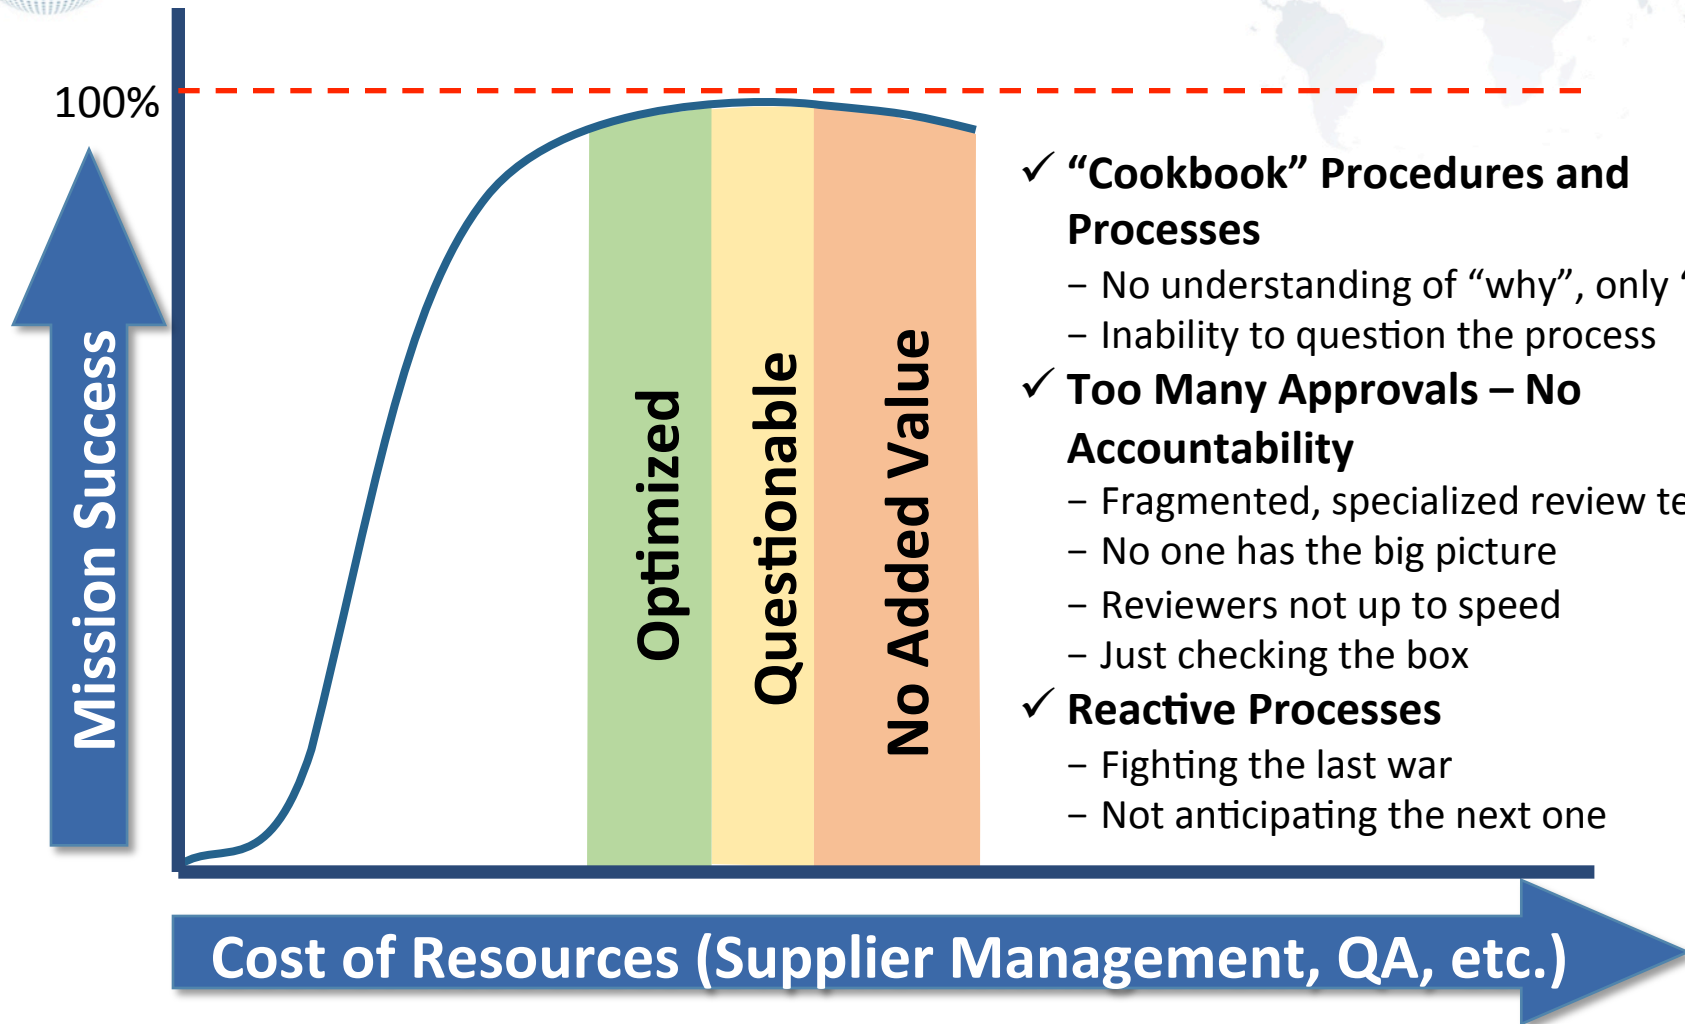 100%
Mission Success
Optimized
Questionable
No Added Value
✓ “Cookbook” Procedures and
Processes
– No understanding of “why”, only “
– Inability to question the process
✓ Too Many Approvals – No
Accountability
– Fragmented, specialized review te
– No one has the big picture
– Reviewers not up to speed
– Just checking the box
✓ Reactive Processes
– Fighting the last war
– Not anticipating the next one
Cost of Resources (Supplier Management, QA, etc.)